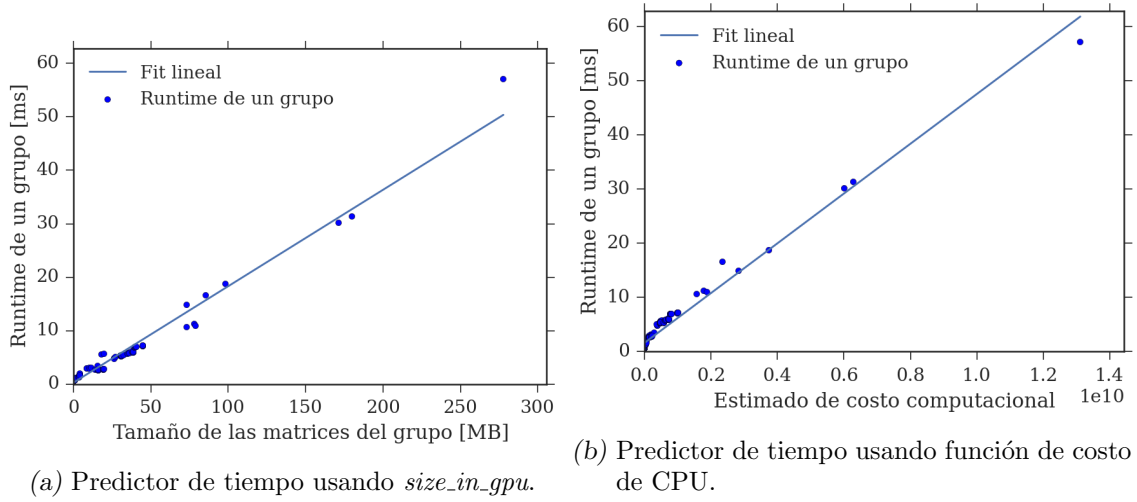 60
50
40
30
20
10
0
Runtime de un grupo [ms]
Fit lineal
Runtime de un grupo
0 50 100 150 200 250 300
Tamaño de las matrices del grupo [MB]
(a) Predictor de tiempo usando size_in_gpu.
60
50
40
30
20
10
0
Runtime de un grupo [ms]
Fit lineal
Runtime de un grupo
0.0 0.2 0.4 0.6 0.8 1.0 1.2 1.4
1e10
Estimado de costo computacional
(b) Predictor de tiempo usando función de costo
de CPU.